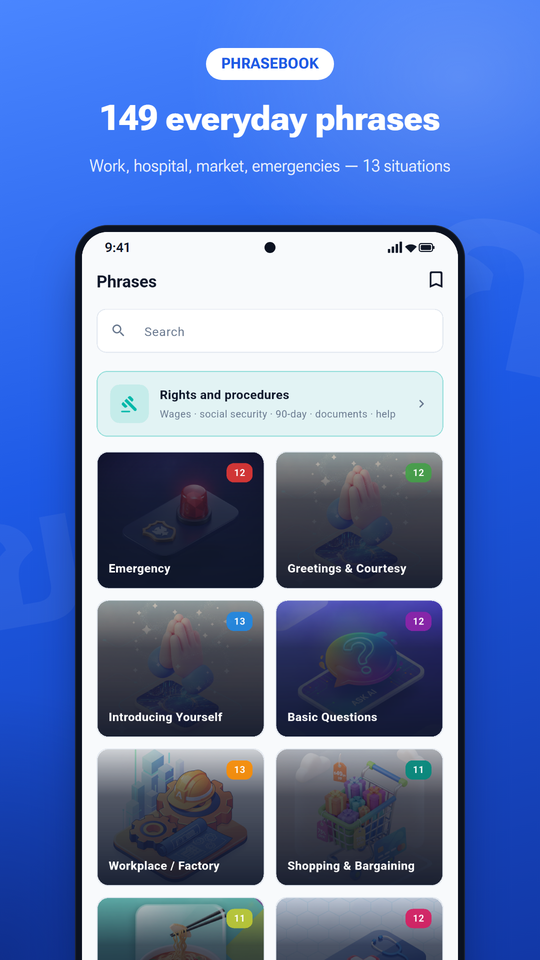 PHRASEBOOK
149 everyday phrases
Work, hospital, market, emergencies — 13 situations
9:41
Phrases
Search
Rights and procedures
Wages · social security · 90-day · documents · help
12
12
Emergency
Greetings & Courtesy
13
12
Introducing Yourself
Basic Questions
13
11
Workplace / Factory
Shopping & Bargaining
11
12